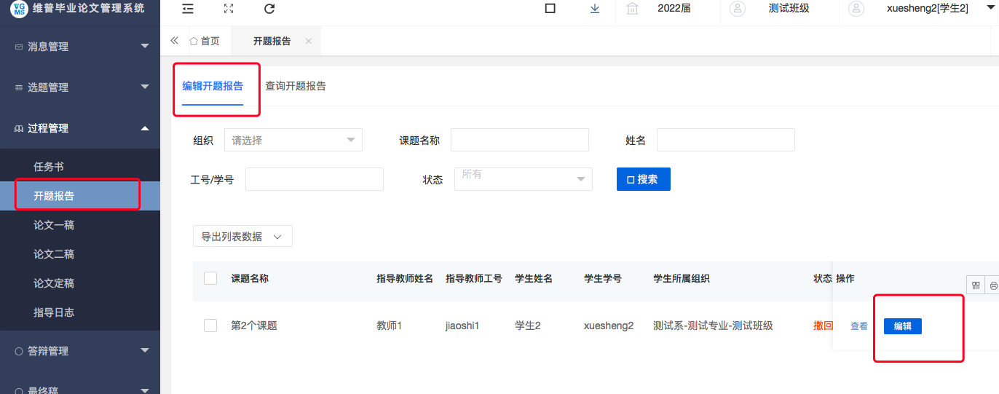 VG
MS
维普毕业论文管理系统
2022届
测试班级
xuesheng2[学生2]
消息管理
首页
开题报告
选题管理
编辑开题报告
查询开题报告
过程管理
组织
请选择
课题名称
姓名
任务书
工号/学号
状态
所有
搜索
开题报告
论文一稿
导出列表数据
论文二稿
论文定稿
课题名称
指导教师姓名
指导教师工号
学生姓名
学生学号
学生所属组织
状态
操作
指导日志
第2个课题
教师1
jiaoshi1
学生2
xuesheng2
测试系-测试专业-测试班级
撤回
查看
编辑
答辩管理
最终稿